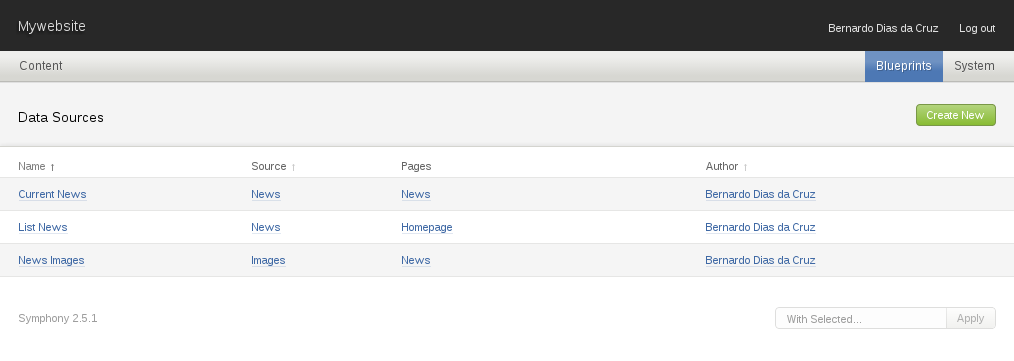 Mywebsite
Bernardo Dias da Cruz Log out
Content Blueprints System
Data Sources
Create New
Name ↑ Source ↑ Pages Author ↑
Current News News News Bernardo Dias da Cruz
List News News Homepage Bernardo Dias da Cruz
News Images Images News Bernardo Dias da Cruz
Symphony 2.5.1 With Selected... Apply